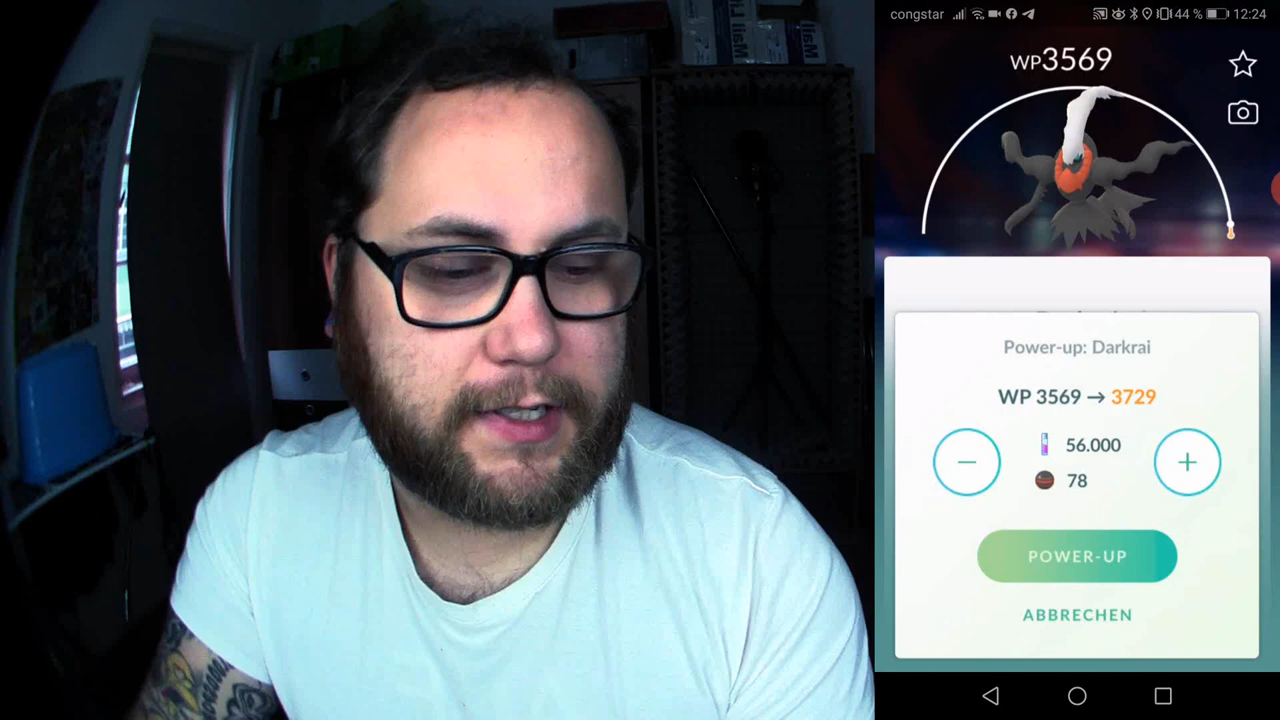 congstar 44 % 12:24
WP3569
Power-up: Darkrai
WP 3569 → 3729
56.000
78
POWER-UP
ABBRECHEN